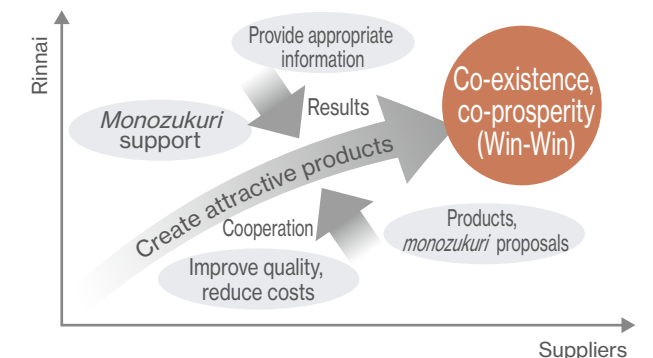 Rinnai
Provide appropriate
information
Monozukuri
support
Results
Co-existence,
co-prosperity
(Win-Win)
Create attractive products
Cooperation
Products,
monozukuri proposals
Improve quality,
reduce costs
Suppliers